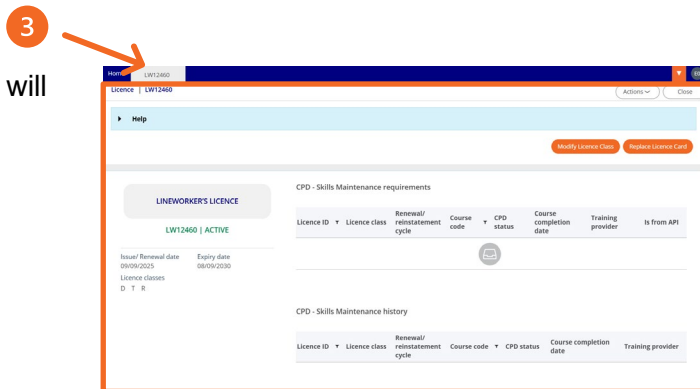 3
will
Home LW12460
Licence | LW12460 Actions Close
Help
Modify Licence Class Replace Licence Card
LINEWORKER'S LICENCE
LW12460 | ACTIVE
Issue/ Renewal date Expiry date
09/09/2025 08/09/2030
Licence classes
D T R
CPD - Skills Maintenance requirements
Licence ID Licence class Renewal/ reinstatement cycle Course code CPD status Course completion date Training provider Is from API
CPD - Skills Maintenance history
Licence ID Licence class Renewal/ reinstatement cycle Course code CPD status Course completion date Training provider